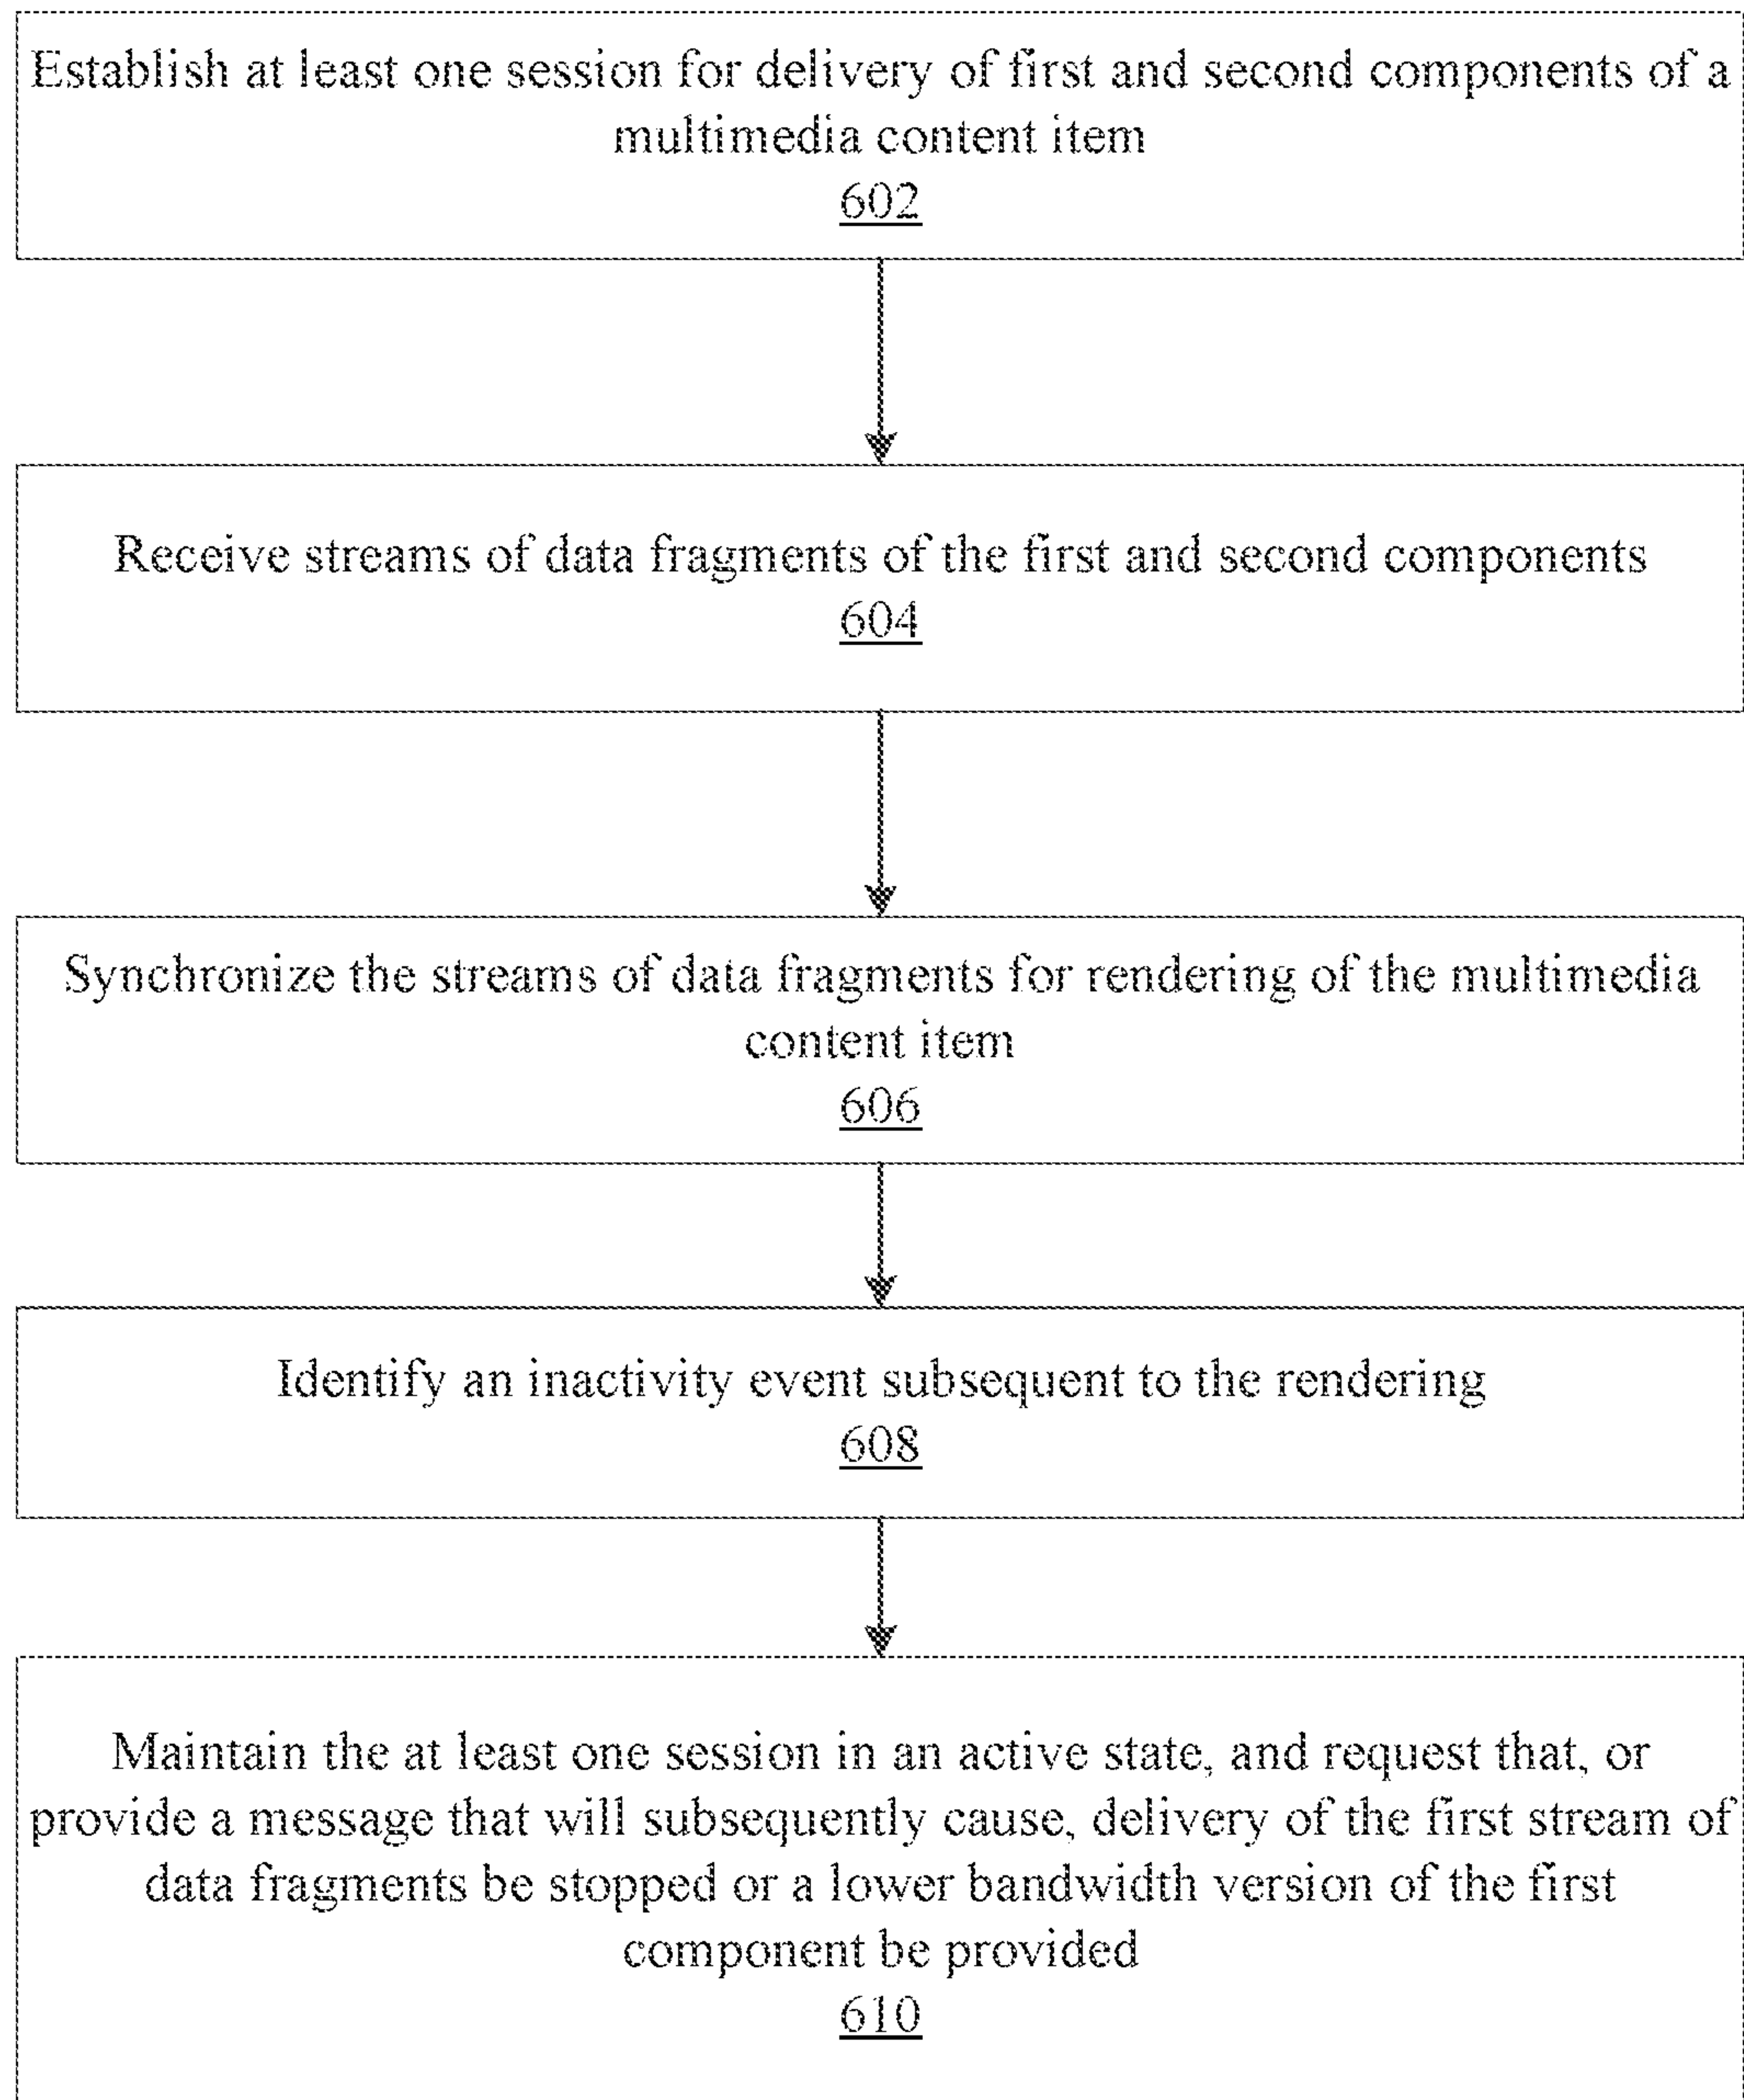 Establish at least one session for delivery of first and second components of a
multimedia content item
602
Receive streams of data fragments of the first and second components
604
Synchronize the streams of data fragments for rendering of the multimedia
content item
606
Identify an inactivity event subsequent to the rendering
608
Maintain the at least one session in an active state, and request that, or
provide a message that will subsequently cause, delivery of the first stream of
data fragments be stopped or a lower bandwidth version of the first
component be provided
610